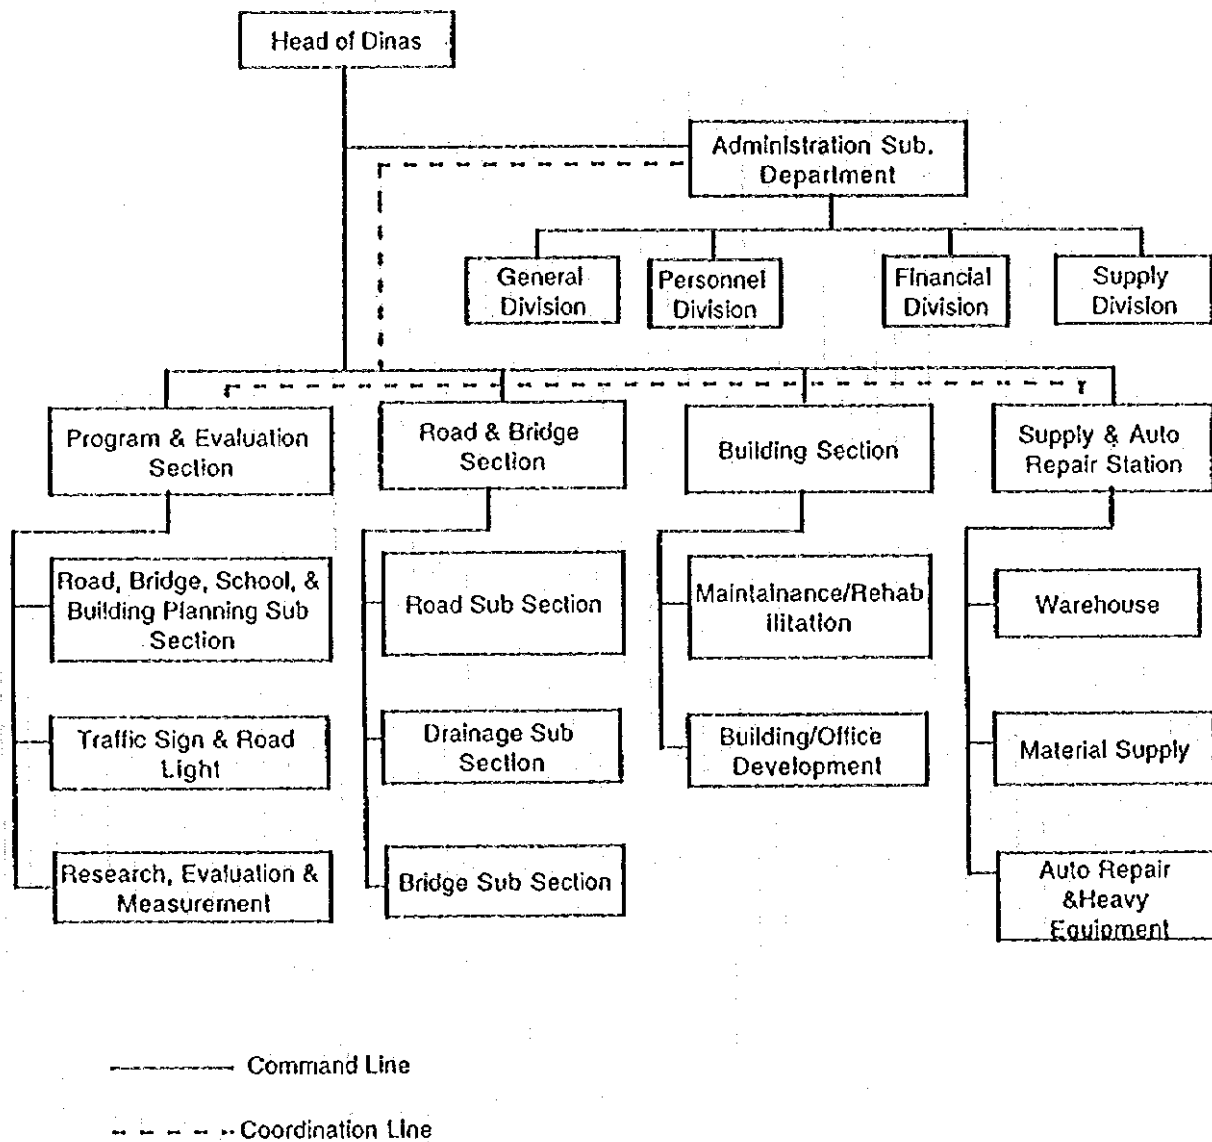 Head of Dinas
Administration Sub.
Department
General
Division
Personnel
Division
Financial
Division
Supply
Division
Program & Evaluation
Section
Road & Bridge
Section
Building Section
Supply & Auto
Repair Station
Road, Bridge, School, &
Building Planning Sub
Section
Road Sub Section
Maintainance/Rehab
ilitation
Warehouse
Traffic Sign & Road
Light
Drainage Sub
Section
Building/Office
Development
Material Supply
Research, Evaluation &
Measurement
Bridge Sub Section
Auto Repair
&Heavy
Equipment
Command Line
Coordination Line